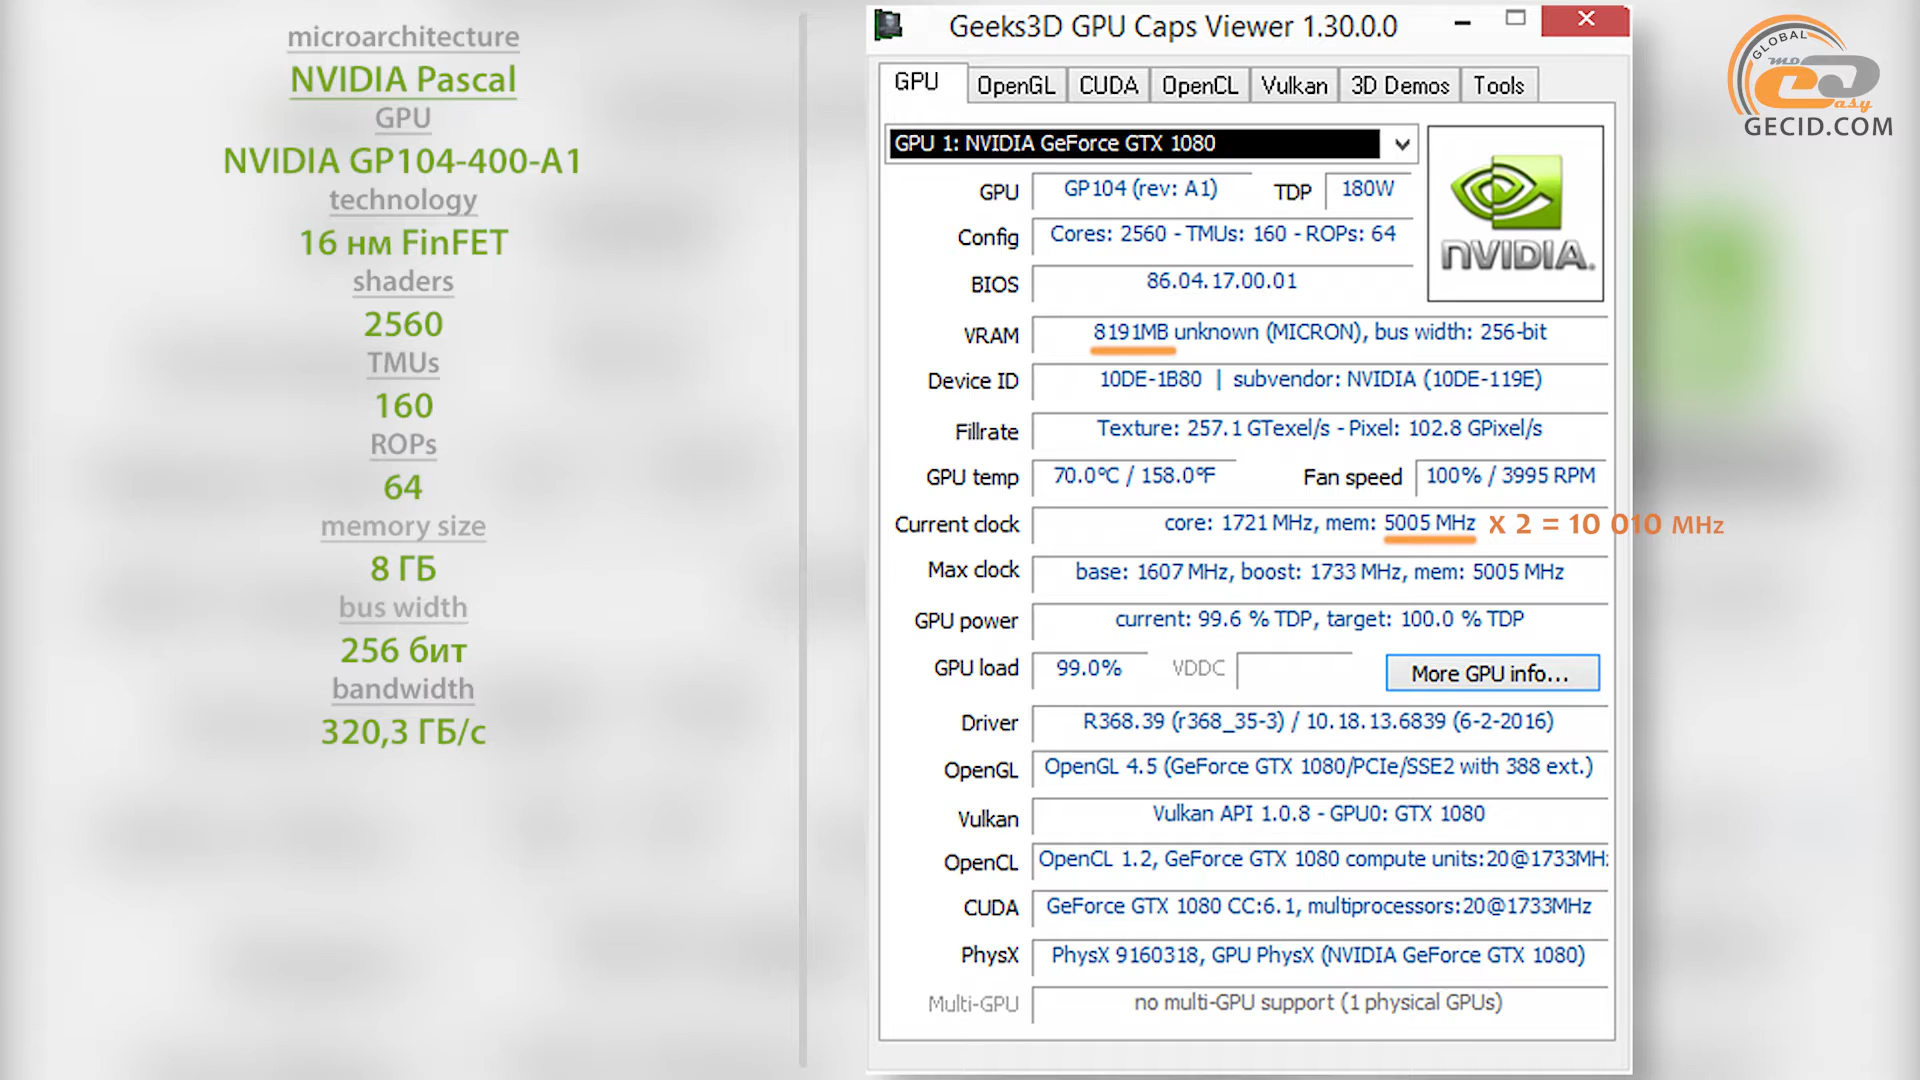 microarchitecture
NVIDIA Pascal
GPU
NVIDIA GP104-400-A1
technology
16 нм FinFET
shaders
2560
TMUs
160
ROPs
64
memory size
8 ГБ
bus width
256 бит
bandwidth
320,3 ГБ/с
Geeks3D GPU Caps Viewer 1.30.0.0
GPU OpenGL CUDA OpenCL Vulkan 3D Demos Tools
GPU 1: NVIDIA GeForce GTX 1080
GPU GP104 (rev: A1) TDP 180W
Config Cores: 2560 - TMUs: 160 - ROPs: 64
BIOS 86.04.17.00.01
NVIDIA.
VRAM 8191MB unknown (MICRON), bus width: 256-bit
Device ID 10DE-1B80 | subvendor: NVIDIA (10DE-119E)
Fillrate Texture: 257.1 GTexel/s - Pixel: 102.8 GPixel/s
GPU temp 70.0°C / 158.0°F Fan speed 100% / 3995 RPM
Current clock core: 1721 MHz, mem: 5005 MHz x 2 = 10 010 MHz
Max clock base: 1607 MHz, boost: 1733 MHz, mem: 5005 MHz
GPU power current: 99.6 % TDP, target: 100.0 % TDP
GPU load 99.0% VDDC More GPU info...
Driver R368.39 (r368_35-3) / 10.18.13.6839 (6-2-2016)
OpenGL OpenGL 4.5 (GeForce GTX 1080/PCIe/SSE2 with 388 ext.)
Vulkan Vulkan API 1.0.8 - GPU0: GTX 1080
OpenCL OpenCL 1.2, GeForce GTX 1080 compute units:20@1733MHz
CUDA GeForce GTX 1080 CC:6.1, multiprocessors:20@1733MHz
PhysX PhysX 9160318, GPU PhysX (NVIDIA GeForce GTX 1080)
Multi-GPU no multi-GPU support (1 physical GPUs)
GLOBAL
easy
GECID.COM